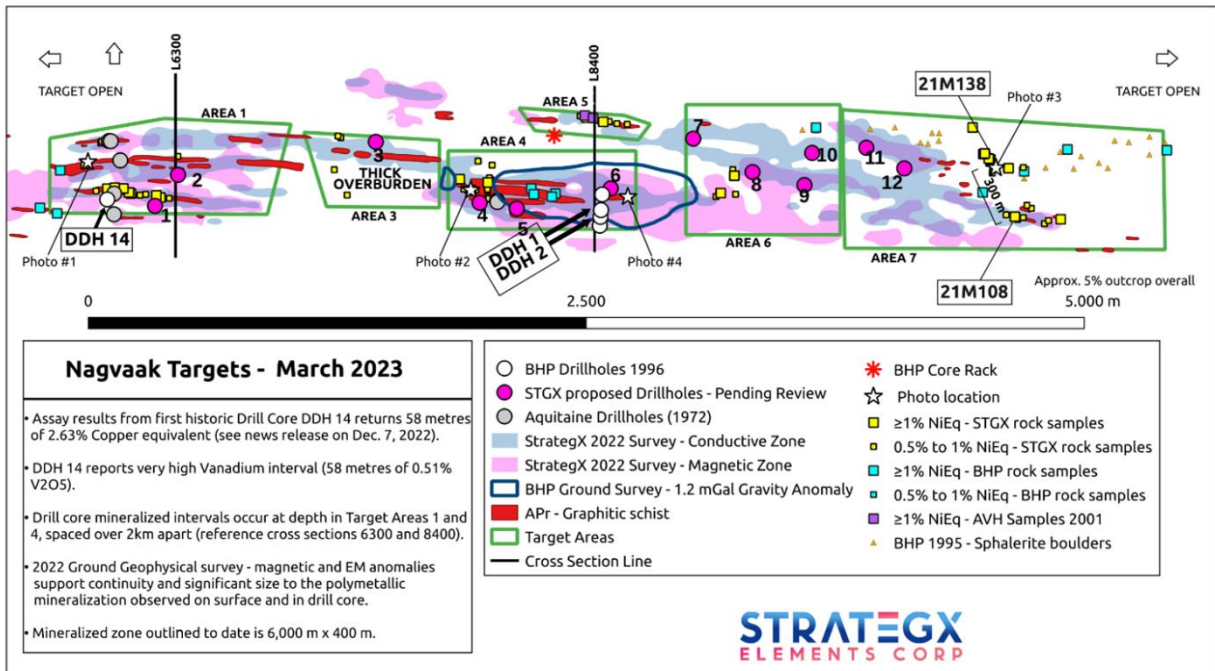 TARGET OPEN
L6300
AREA 1
THICK
OVERBURDEN
AREA 3
AREA 5
L8400
AREA 4
21M138
Photo #3
TARGET OPEN
1
2
3
4
5
6
7
8
9
10
11
12
300 m
DDH 14
Photo #1
Photo #2
DDH 1
DDH 2
Photo #4
AREA 6
AREA 7
21M108
Approx. 5% outcrop overall
0
2.500
5.000 m
Nagvaak Targets - March 2023
• Assay results from first historic Drill Core DDH 14 returns 58 metres
of 2.63% Copper equivalent (see news release on Dec. 7, 2022).
• DDH 14 reports very high Vanadium interval (58 metres of 0.51%
V2O5).
• Drill core mineralized intervals occur at depth in Target Areas 1 and
4, spaced over 2km apart (reference cross sections 6300 and 8400).
• 2022 Ground Geophysical survey - magnetic and EM anomalies
support continuity and significant size to the polymetallic
mineralization observed on surface and in drill core.
• Mineralized zone outlined to date is 6,000 m x 400 m.
BHP Drillholes 1996
STGX proposed Drillholes - Pending Review
Aquitaine Drillholes (1972)
StrategX 2022 Survey - Conductive Zone
StrategX 2022 Survey - Magnetic Zone
BHP Ground Survey - 1.2 mGal Gravity Anomaly
APr - Graphitic schist
Target Areas
Cross Section Line
BHP Core Rack
Photo location
≥1% NiEq - STGX rock samples
0.5% to 1% NiEq - STGX rock samples
≥1% NiEq - BHP rock samples
0.5% to 1% NiEq - BHP rock samples
≥1% NiEq - AVH Samples 2001
BHP 1995 - Sphalerite boulders
STRATEGX
ELEMENTS CORP